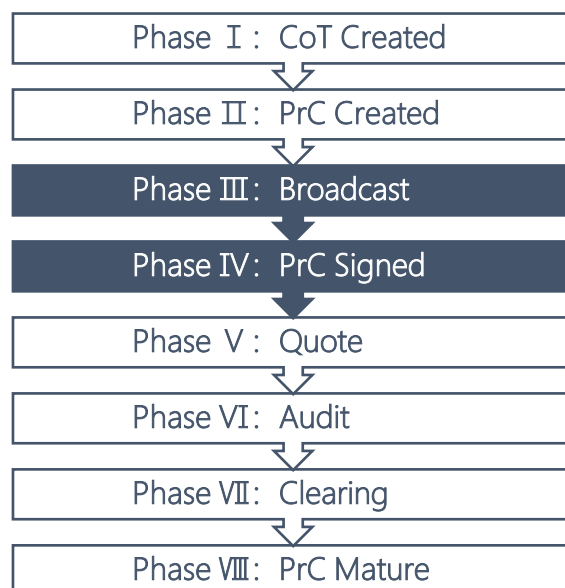 Phase Ⅰ: CoT Created
Phase Ⅱ: PrC Created
Phase Ⅲ: Broadcast
Phase Ⅳ: PrC Signed
Phase Ⅴ: Quote
Phase Ⅵ: Audit
Phase Ⅶ: Clearing
Phase Ⅷ: PrC Mature